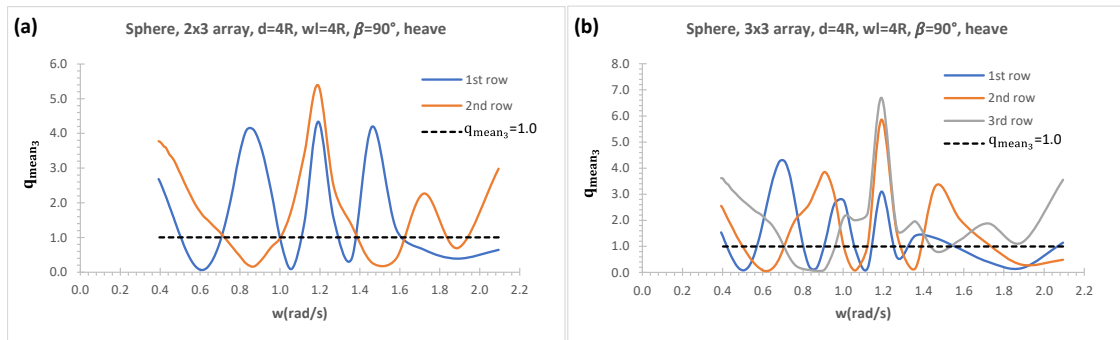 (a)
Sphere, 2x3 array, d=4R, wl=4R, β=90°, heave
6.0
5.0
4.0
3.0
2.0
1.0
0.0
q_mean₃
1st row
2nd row
q_mean₃=1.0
0.0 0.2 0.4 0.6 0.8 1.0 1.2 1.4 1.6 1.8 2.0 2.2
w(rad/s)
(b)
Sphere, 3x3 array, d=4R, wl=4R, β=90°, heave
8.0
7.0
6.0
5.0
4.0
3.0
2.0
1.0
0.0
q_mean₃
1st row
2nd row
3rd row
q_mean₃=1.0
0.0 0.2 0.4 0.6 0.8 1.0 1.2 1.4 1.6 1.8 2.0 2.2
w(rad/s)